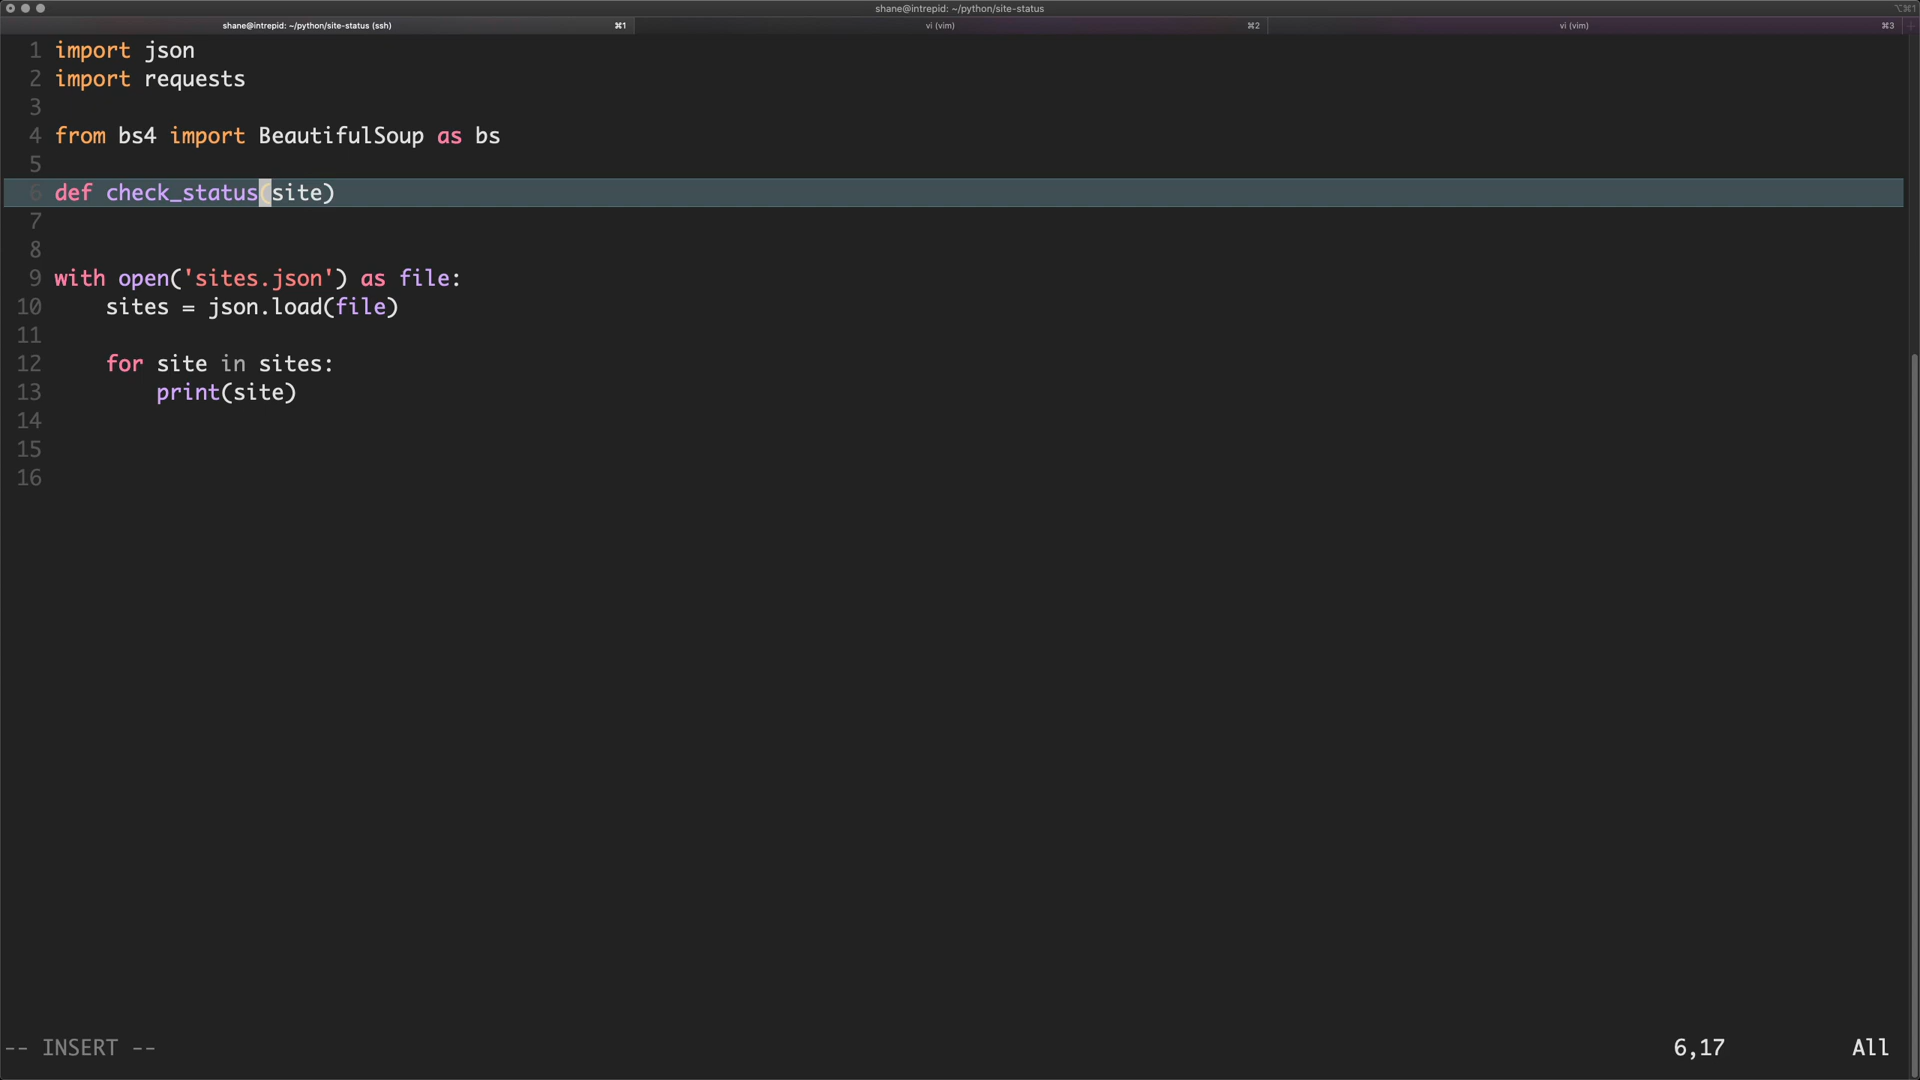 shane@intrepid: ~/python/site-status
⌥⌘1
shane@intrepid: ~/python/site-status (ssh) ⌘1 vi (vim) ⌘2 vi (vim) ⌘3
1 import json
2 import requests
3
4 from bs4 import BeautifulSoup as bs
5
6 def check_status(site)
7
8
9 with open('sites.json') as file:
10     sites = json.load(file)
11
12     for site in sites:
13         print(site)
14
15
16
-- INSERT -- 6,17 All